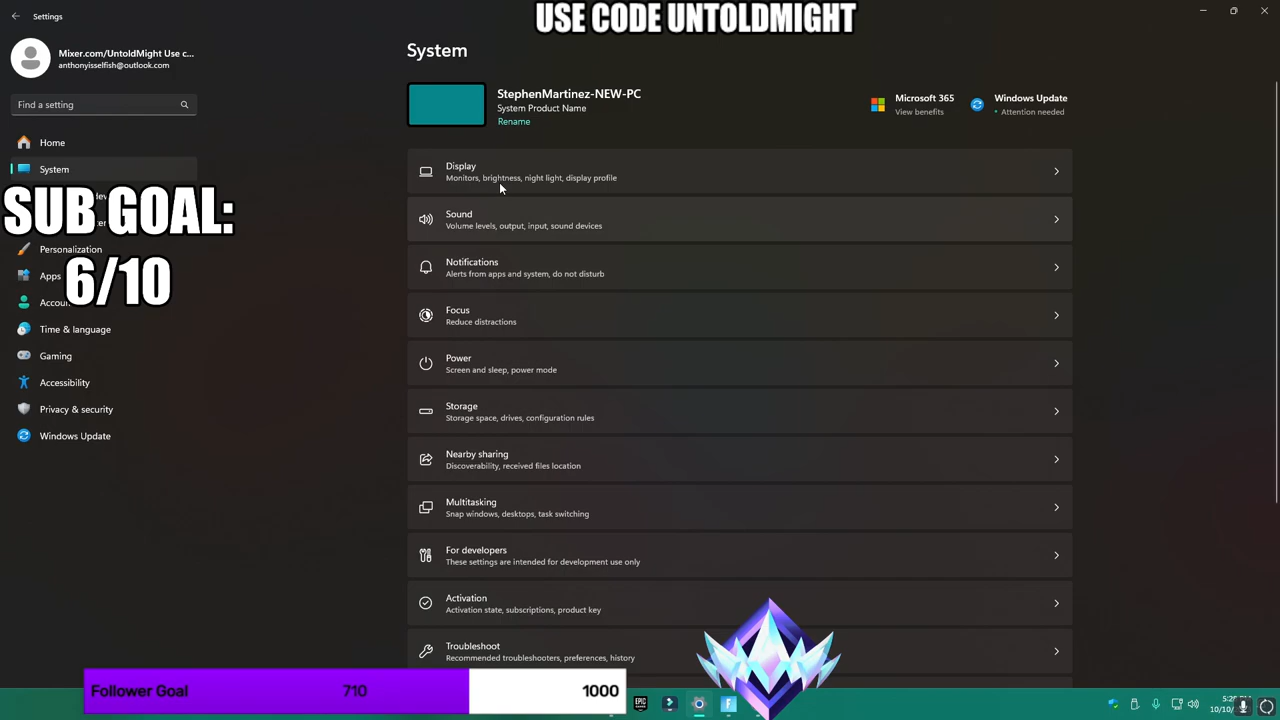 Settings
USE CODE UNTOLDMIGHT
Mixer.com/UntoldMight Use c...
anthonyisselfish@outlook.com
Find a setting
Home
System
SUB GOAL:
6/10
Personalization
Apps
Time & language
Gaming
Accessibility
Privacy & security
Windows Update
System
StephenMartinez-NEW-PC
System Product Name
Rename
Microsoft 365
View benefits
Windows Update
• Attention needed
Display
Monitors, brightness, night light, display profile
Sound
Volume levels, output, input, sound devices
Notifications
Alerts from apps and system, do not disturb
Focus
Reduce distractions
Power
Screen and sleep, power mode
Storage
Storage space, drives, configuration rules
Nearby sharing
Discoverability, received files location
Multitasking
Snap windows, desktops, task switching
For developers
These settings are intended for development use only
Activation
Activation state, subscriptions, product key
Troubleshoot
Recommended troubleshooters, preferences, history
Follower Goal 710 1000
EPIC